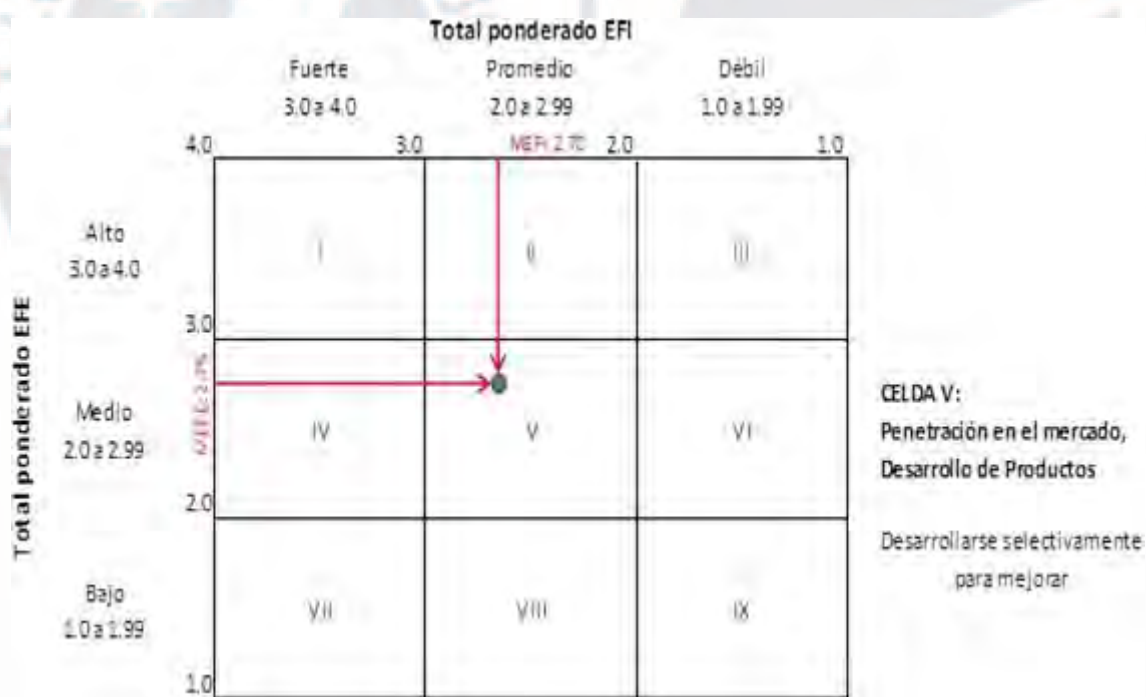 Total ponderado EFI
Fuerte Promedio Débil
3.0 a 4.0 2.0 a 2.99 1.0 a 1.99
4.0 3.0 MEFI: 2.70 2.0 1.0
Alto
3.0 a 4.0
I II III
3.0
Total ponderado EFE
Medio
2.0 a 2.99
IV V VI
2.0
Bajo
1.0 a 1.99
VII VIII IX
1.0
CELDA V:
Penetración en el mercado,
Desarrollo de Productos
Desarrollarse selectivamente
para mejorar